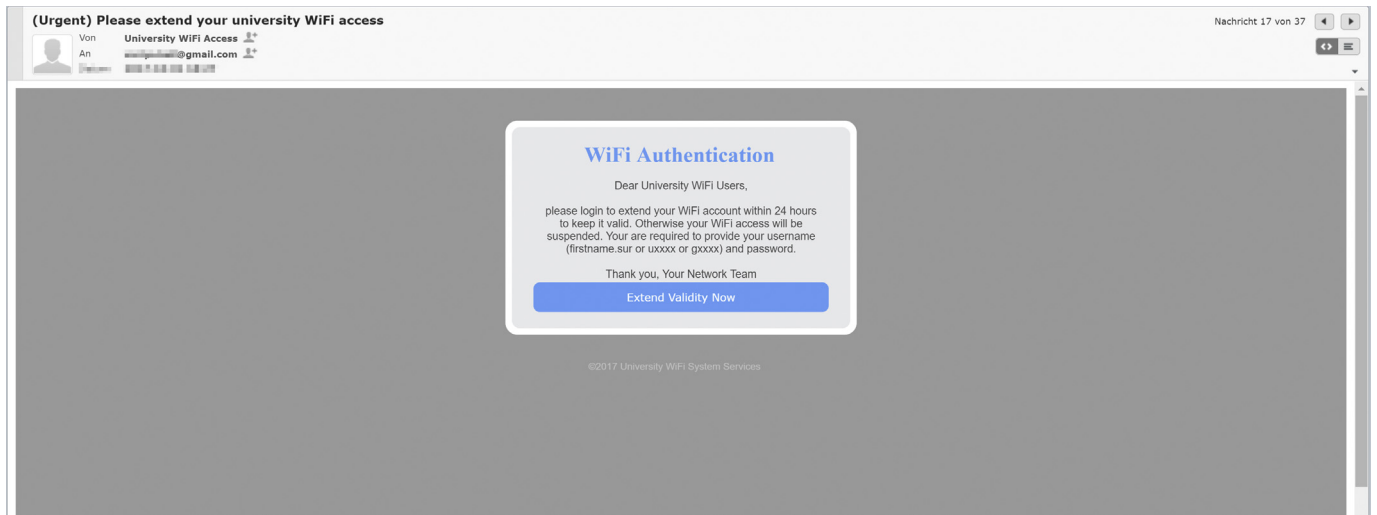 (Urgent) Please extend your university WiFi access
Nachricht 17 von 37
Von University WiFi Access
An @gmail.com
WiFi Authentication
Dear University WiFi Users,
please login to extend your WiFi account within 24 hours
to keep it valid. Otherwise your WiFi access will be
suspended. Your are required to provide your username
(firstname.sur or uxxxx or gxxxx) and password.
Thank you, Your Network Team
Extend Validity Now
©2017 University WiFi System Services